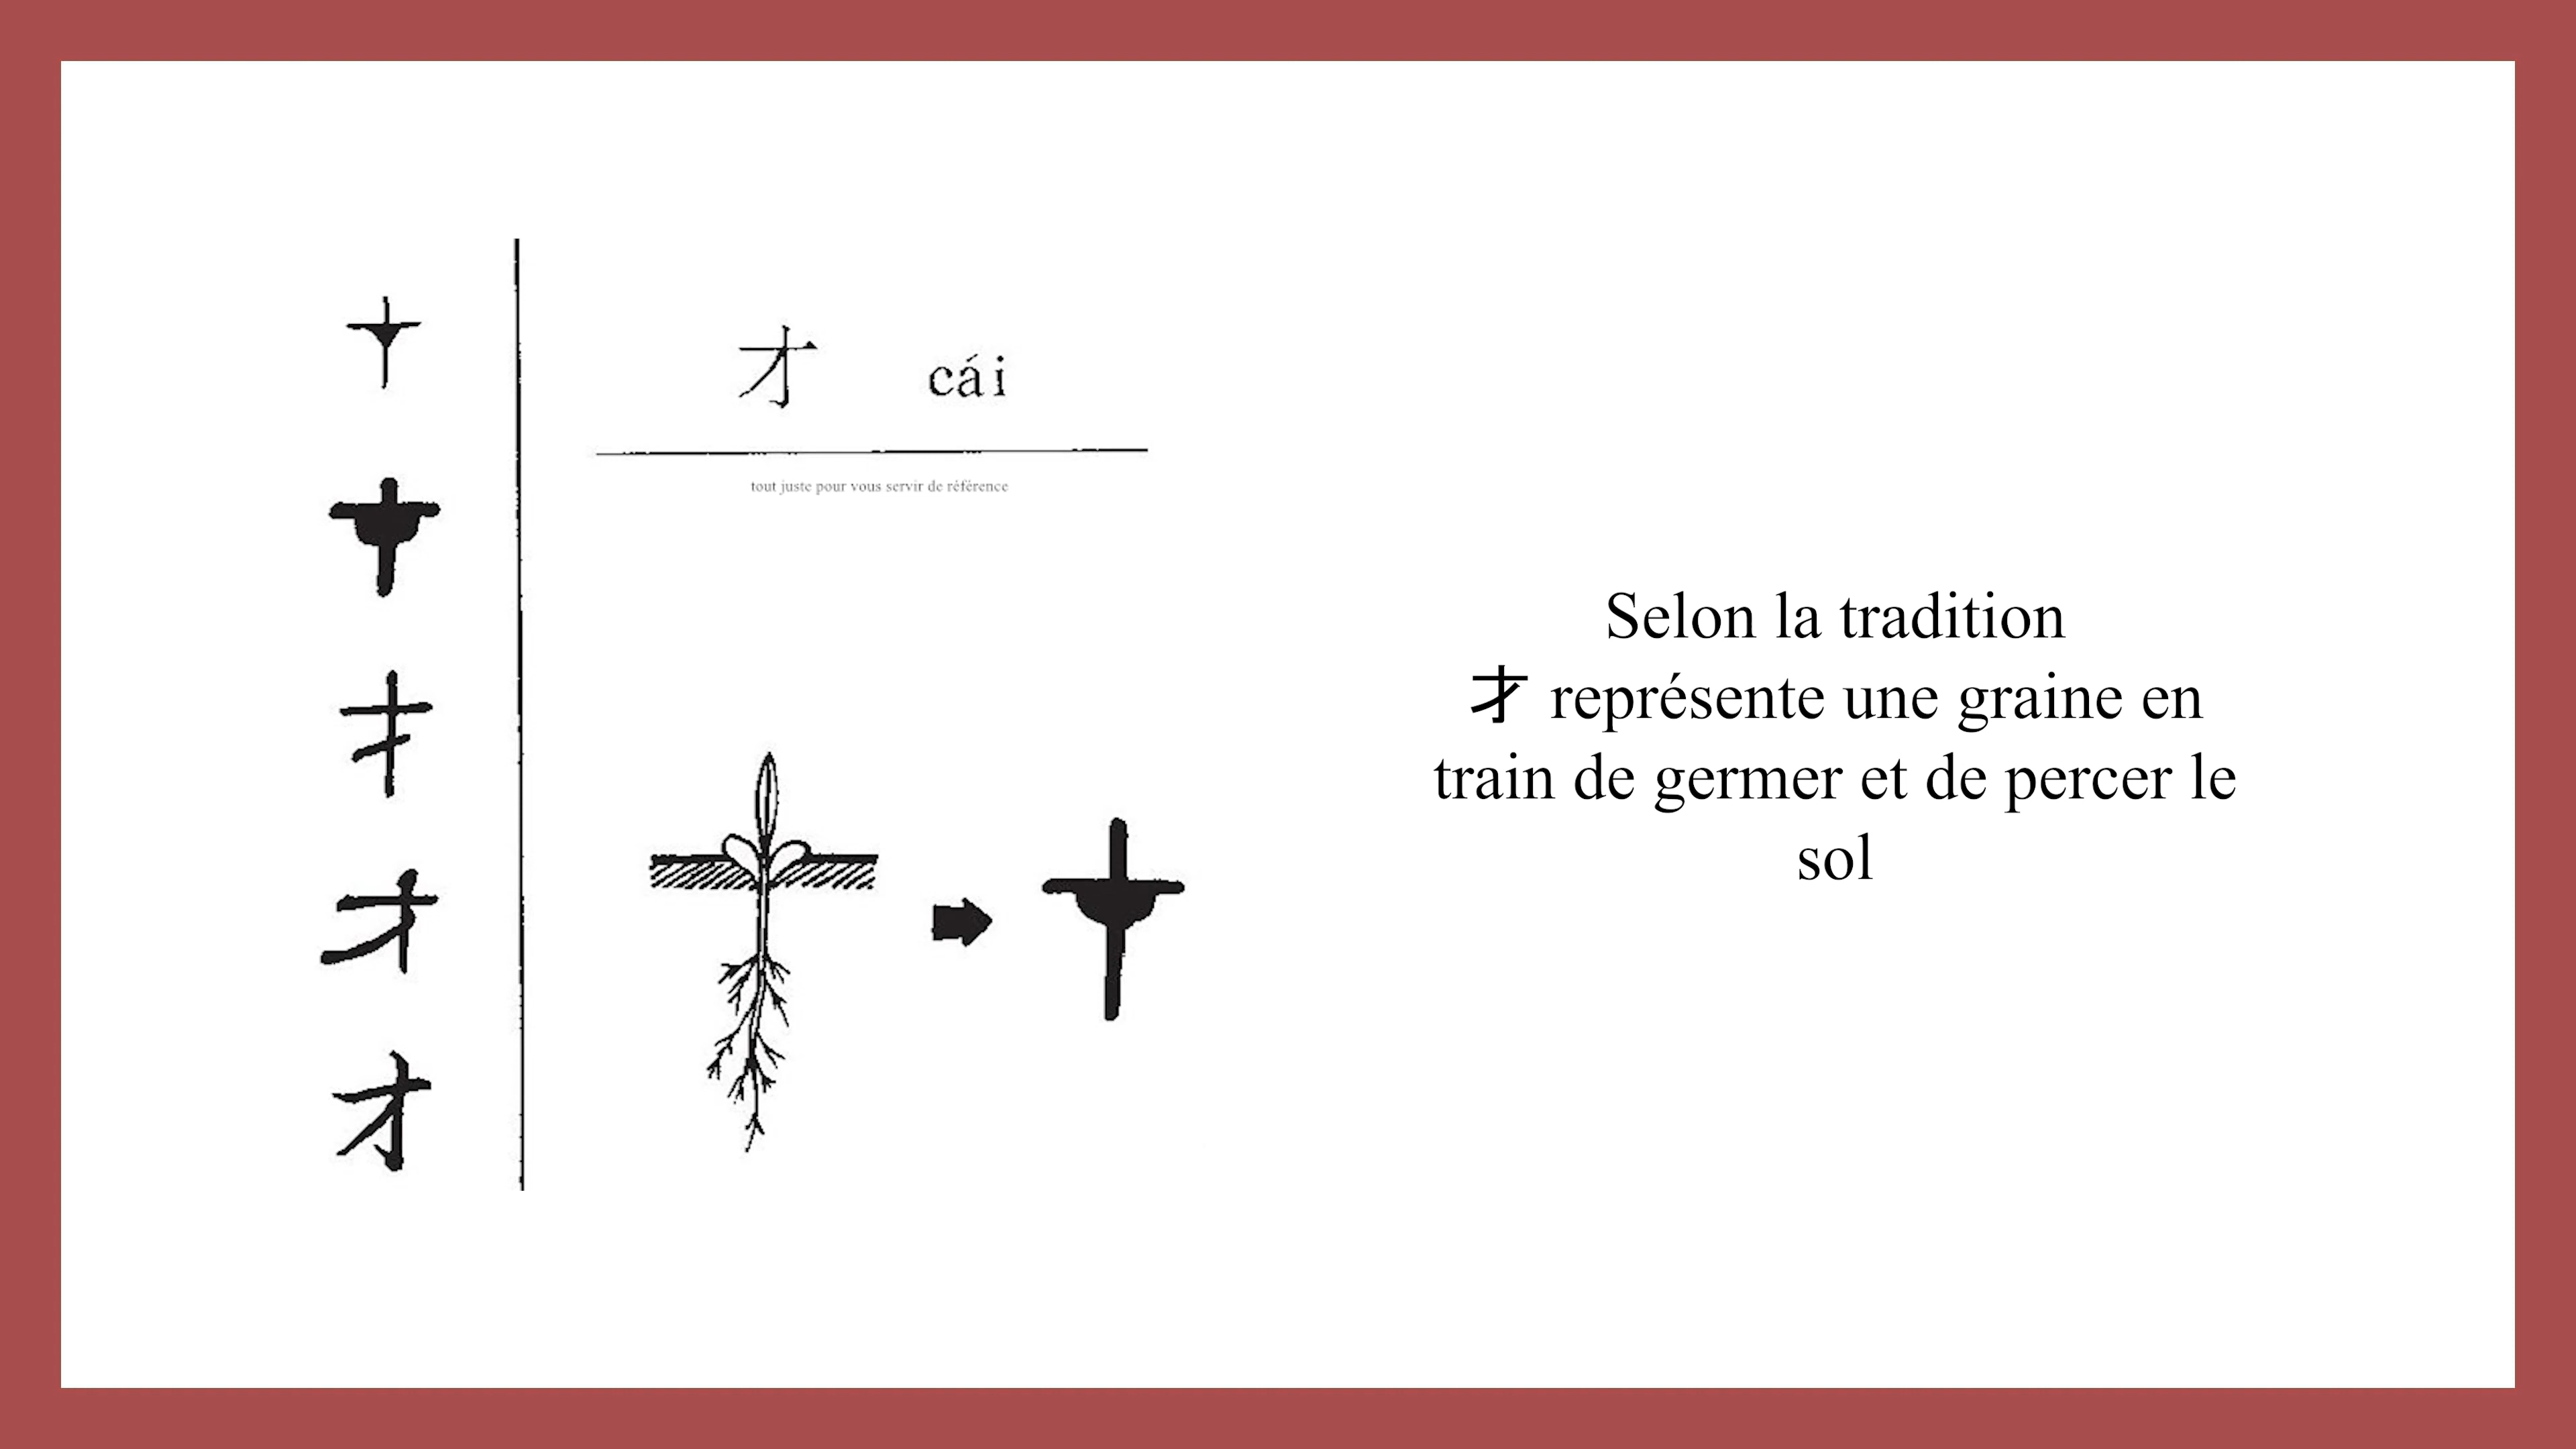 才 cái
tout juste pour vous servir de référence
Selon la tradition
才 représente une graine en
train de germer et de percer le
sol